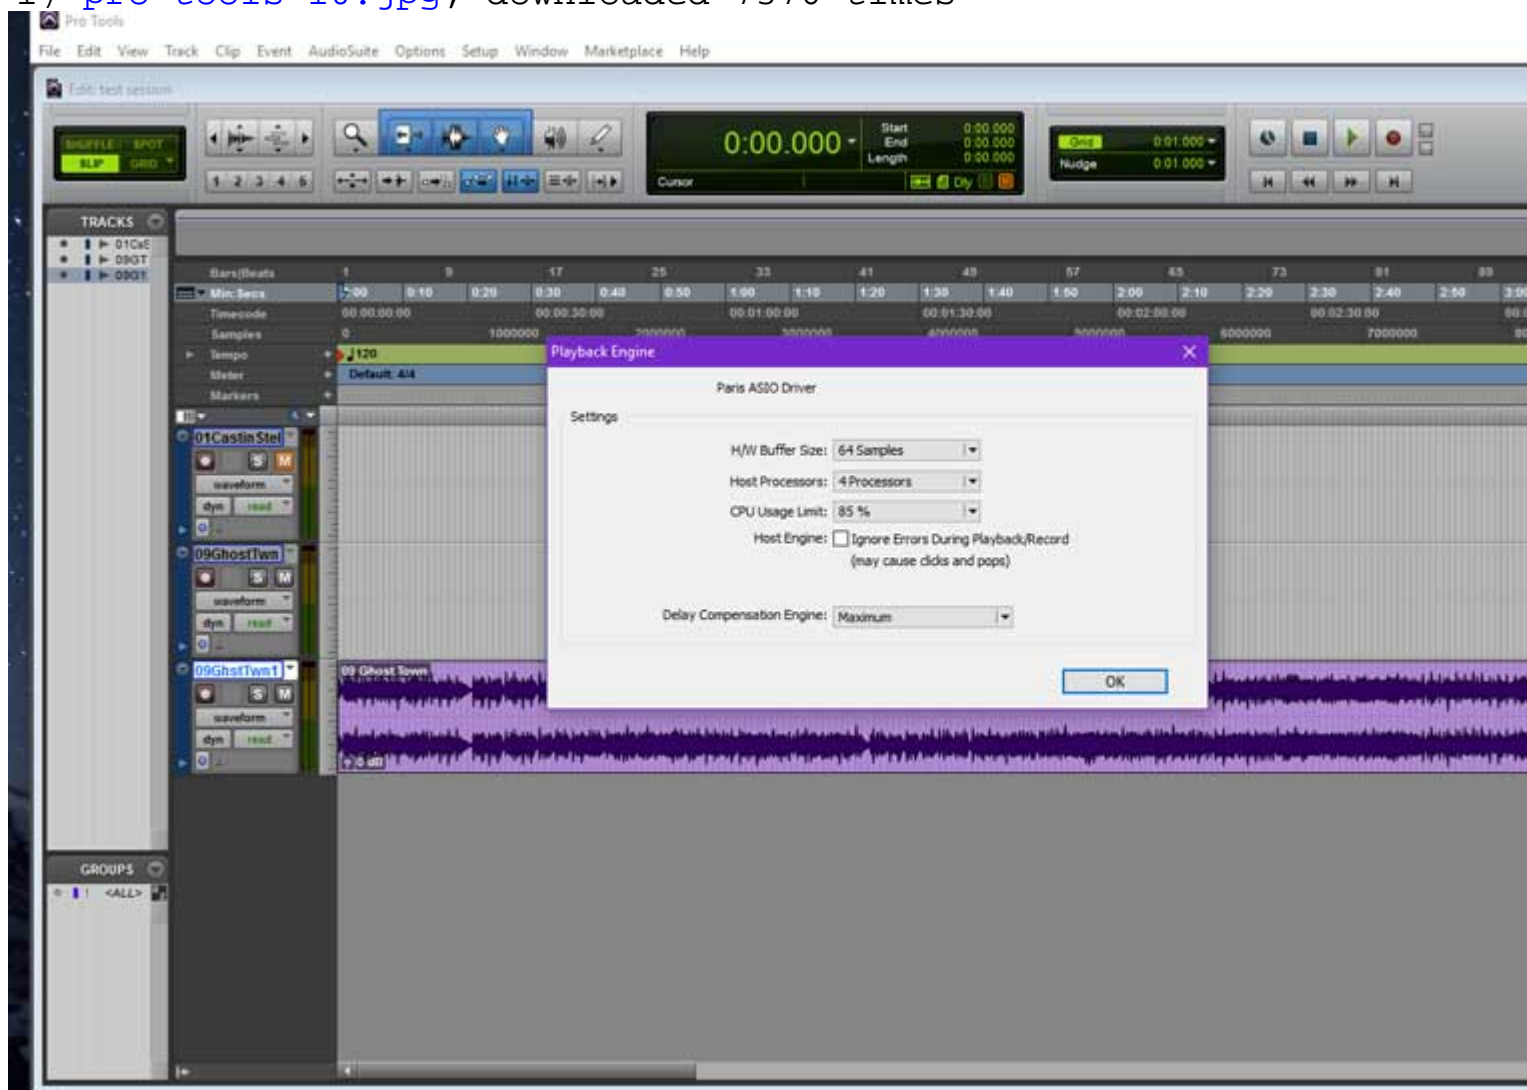 Pro Tools
File Edit View Track Clip Event AudioSuite Options Setup Window Marketplace Help
Edit: test session
SHUFFLE SPOT
SLIP GRID
1 2 3 4 5
0:00.000
Start 0:00.000
End 0:00.000
Length 0:00.000
Cursor
Dly
Grid 0:01.000
Nudge 0:01.000
TRACKS
01CsS
09GT
09G1
Bars|Beats 1 9 17 25 33 41 49 57 65 73 81 89
Min:Secs 0:00 0:10 0:20 0:30 0:40 0:50 1:00 1:10 1:20 1:30 1:40 1:50 2:00 2:10 2:20 2:30 2:40 2:50 3:00
Timecode 00:00:00:00 00:00:30:00 00:01:00:00 00:01:30:00 00:02:00:00 00:02:30:00
Samples 0 1000000 2000000 3000000 4000000 5000000 6000000 7000000
Tempo 120
Meter Default: 4/4
Markers
Playback Engine
Paris ASIO Driver
Settings
H/W Buffer Size: 64 Samples
Host Processors: 4 Processors
CPU Usage Limit: 85 %
Host Engine: Ignore Errors During Playback/Record
(may cause clicks and pops)
Delay Compensation Engine: Maximum
OK
01CastinStel
S M
waveform
dyn read
09GhostTwn
S M
waveform
dyn read
09GhstTwn1
S M
waveform
dyn read
09 Ghost Town
0 dB
GROUPS
! <ALL>